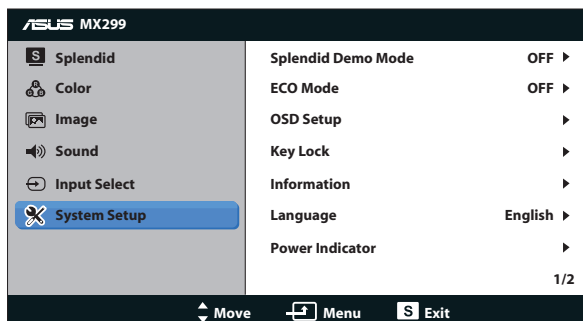 ASUS MX299
S Splendid
Color
Image
Sound
Input Select
System Setup
Splendid Demo Mode OFF
ECO Mode OFF
OSD Setup
Key Lock
Information
Language English
Power Indicator
1/2
Move Menu S Exit